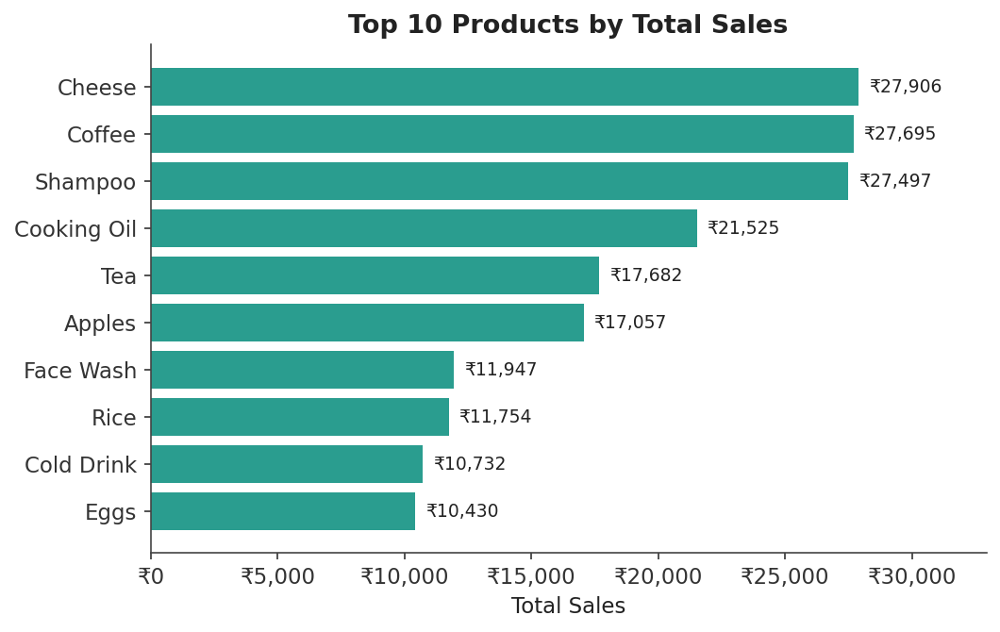 Top 10 Products by Total Sales
Cheese ₹27,906
Coffee ₹27,695
Shampoo ₹27,497
Cooking Oil ₹21,525
Tea ₹17,682
Apples ₹17,057
Face Wash ₹11,947
Rice ₹11,754
Cold Drink ₹10,732
Eggs ₹10,430
₹0 ₹5,000 ₹10,000 ₹15,000 ₹20,000 ₹25,000 ₹30,000
Total Sales